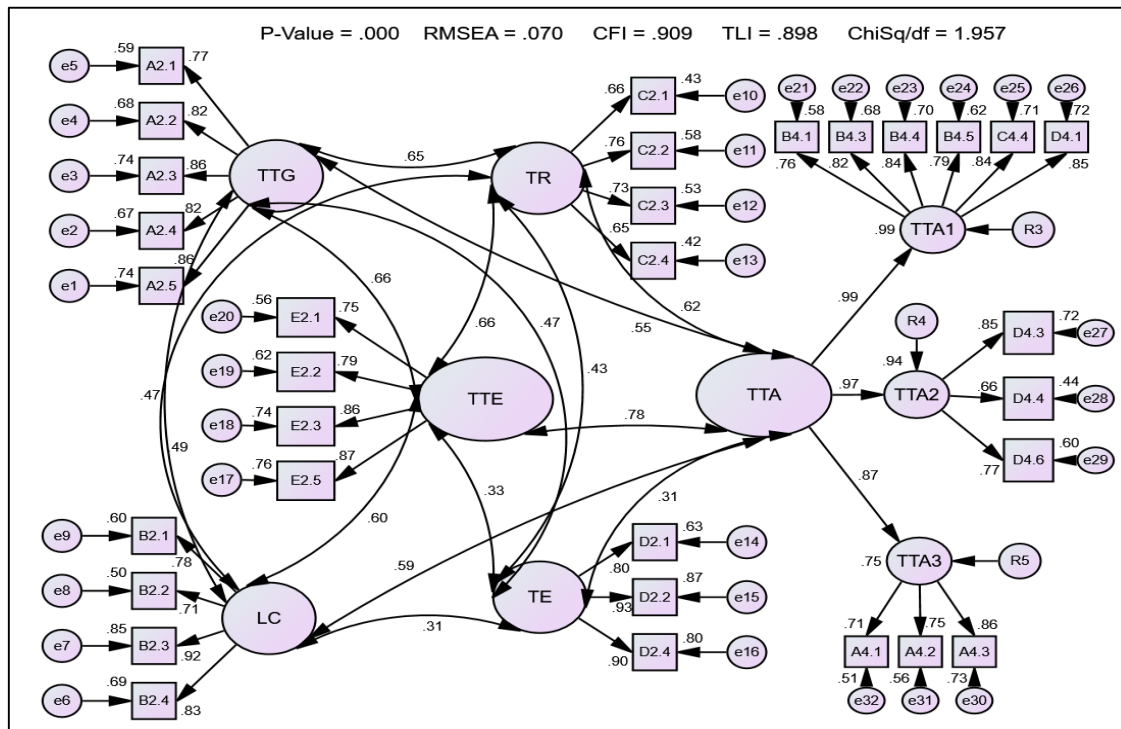 P-Value = .000 RMSEA = .070 CFI = .909 TLI = .898 ChiSq/df = 1.957
e5 .59 A2.1 .77
e4 .68 A2.2 .82
e3 .74 A2.3 .86
e2 .67 A2.4 .82
e1 .74 A2.5 .86
TTG
.65
TR
.66 C2.1 .43 e10
.76 C2.2 .58 e11
.73 C2.3 .53 e12
.65 C2.4 .42 e13
e21 e22 e23 e24 e25 e26
.58 .68 .70 .62 .71 .72
B4.1 B4.3 B4.4 B4.5 C4.4 D4.1
.76 .82 .84 .79 .84 .85
.99 TTA1 R3
.66
.47
.62
.55
.66
.43
.99
e20 .56 E2.1 .75
e19 .62 E2.2 .79
e18 .74 E2.3 .86
e17 .76 E2.5 .87
TTE
TTA
.97
R4
.94 TTA2
.85 D4.3 .72 e27
.66 D4.4 .44 e28
.77 D4.6 .60 e29
.47
.49
.78
.33
.60
.59
.31
.87
e9 .60 B2.1 .78
e8 .50 B2.2 .71
e7 .85 B2.3 .92
e6 .69 B2.4 .83
LC
.31
TE
.80 D2.1 .63 e14
.93 D2.2 .87 e15
.90 D2.4 .80 e16
.75 TTA3 R5
.71 .75 .86
A4.1 A4.2 A4.3
.51 .56 .73
e32 e31 e30